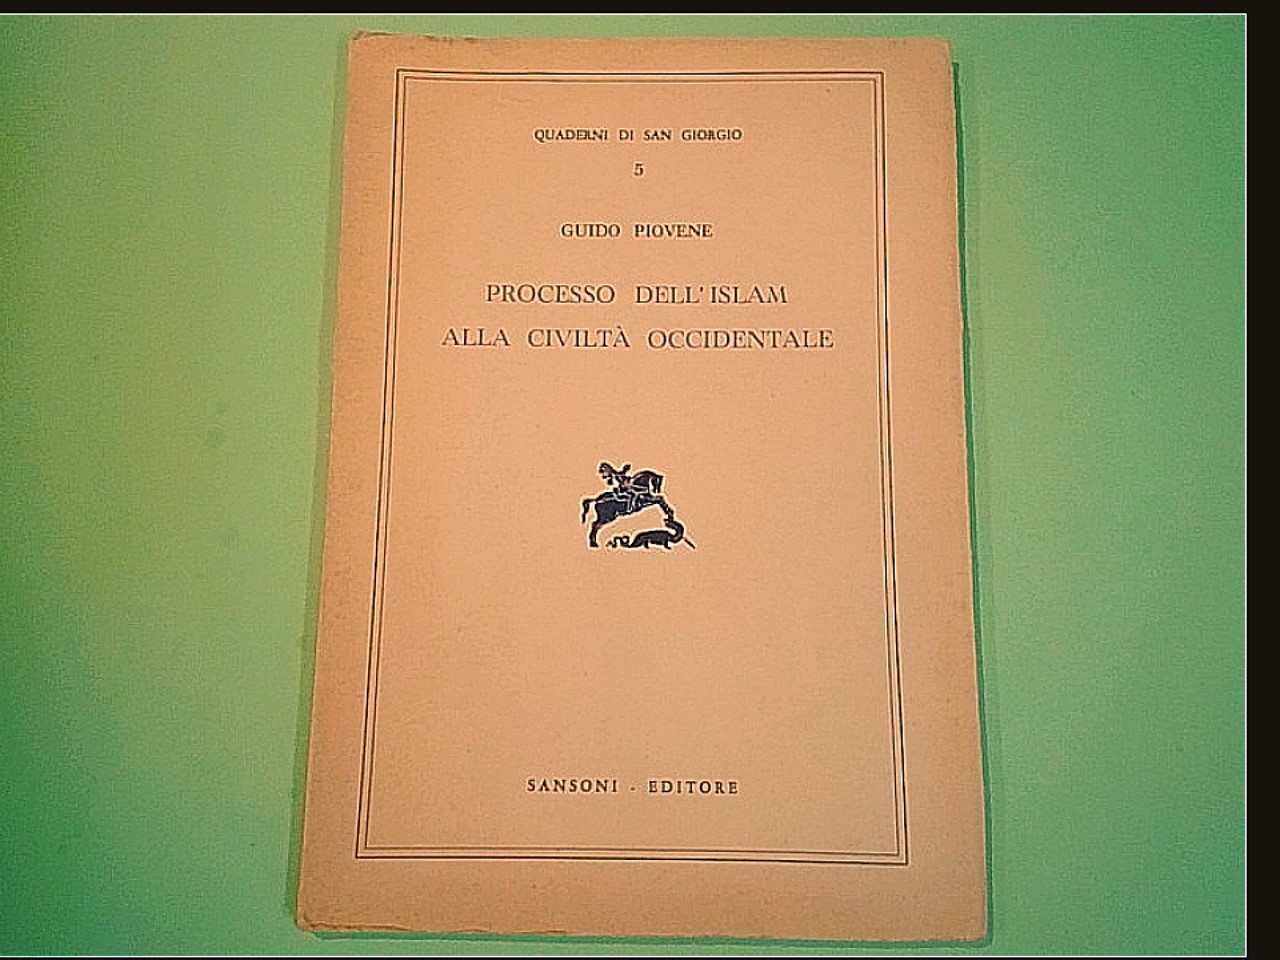 QUADERNI DI SAN GIORGIO
5
GUIDO PIOVENE
PROCESSO DELL'ISLAM
ALLA CIVILTÀ OCCIDENTALE
SANSONI - EDITORE